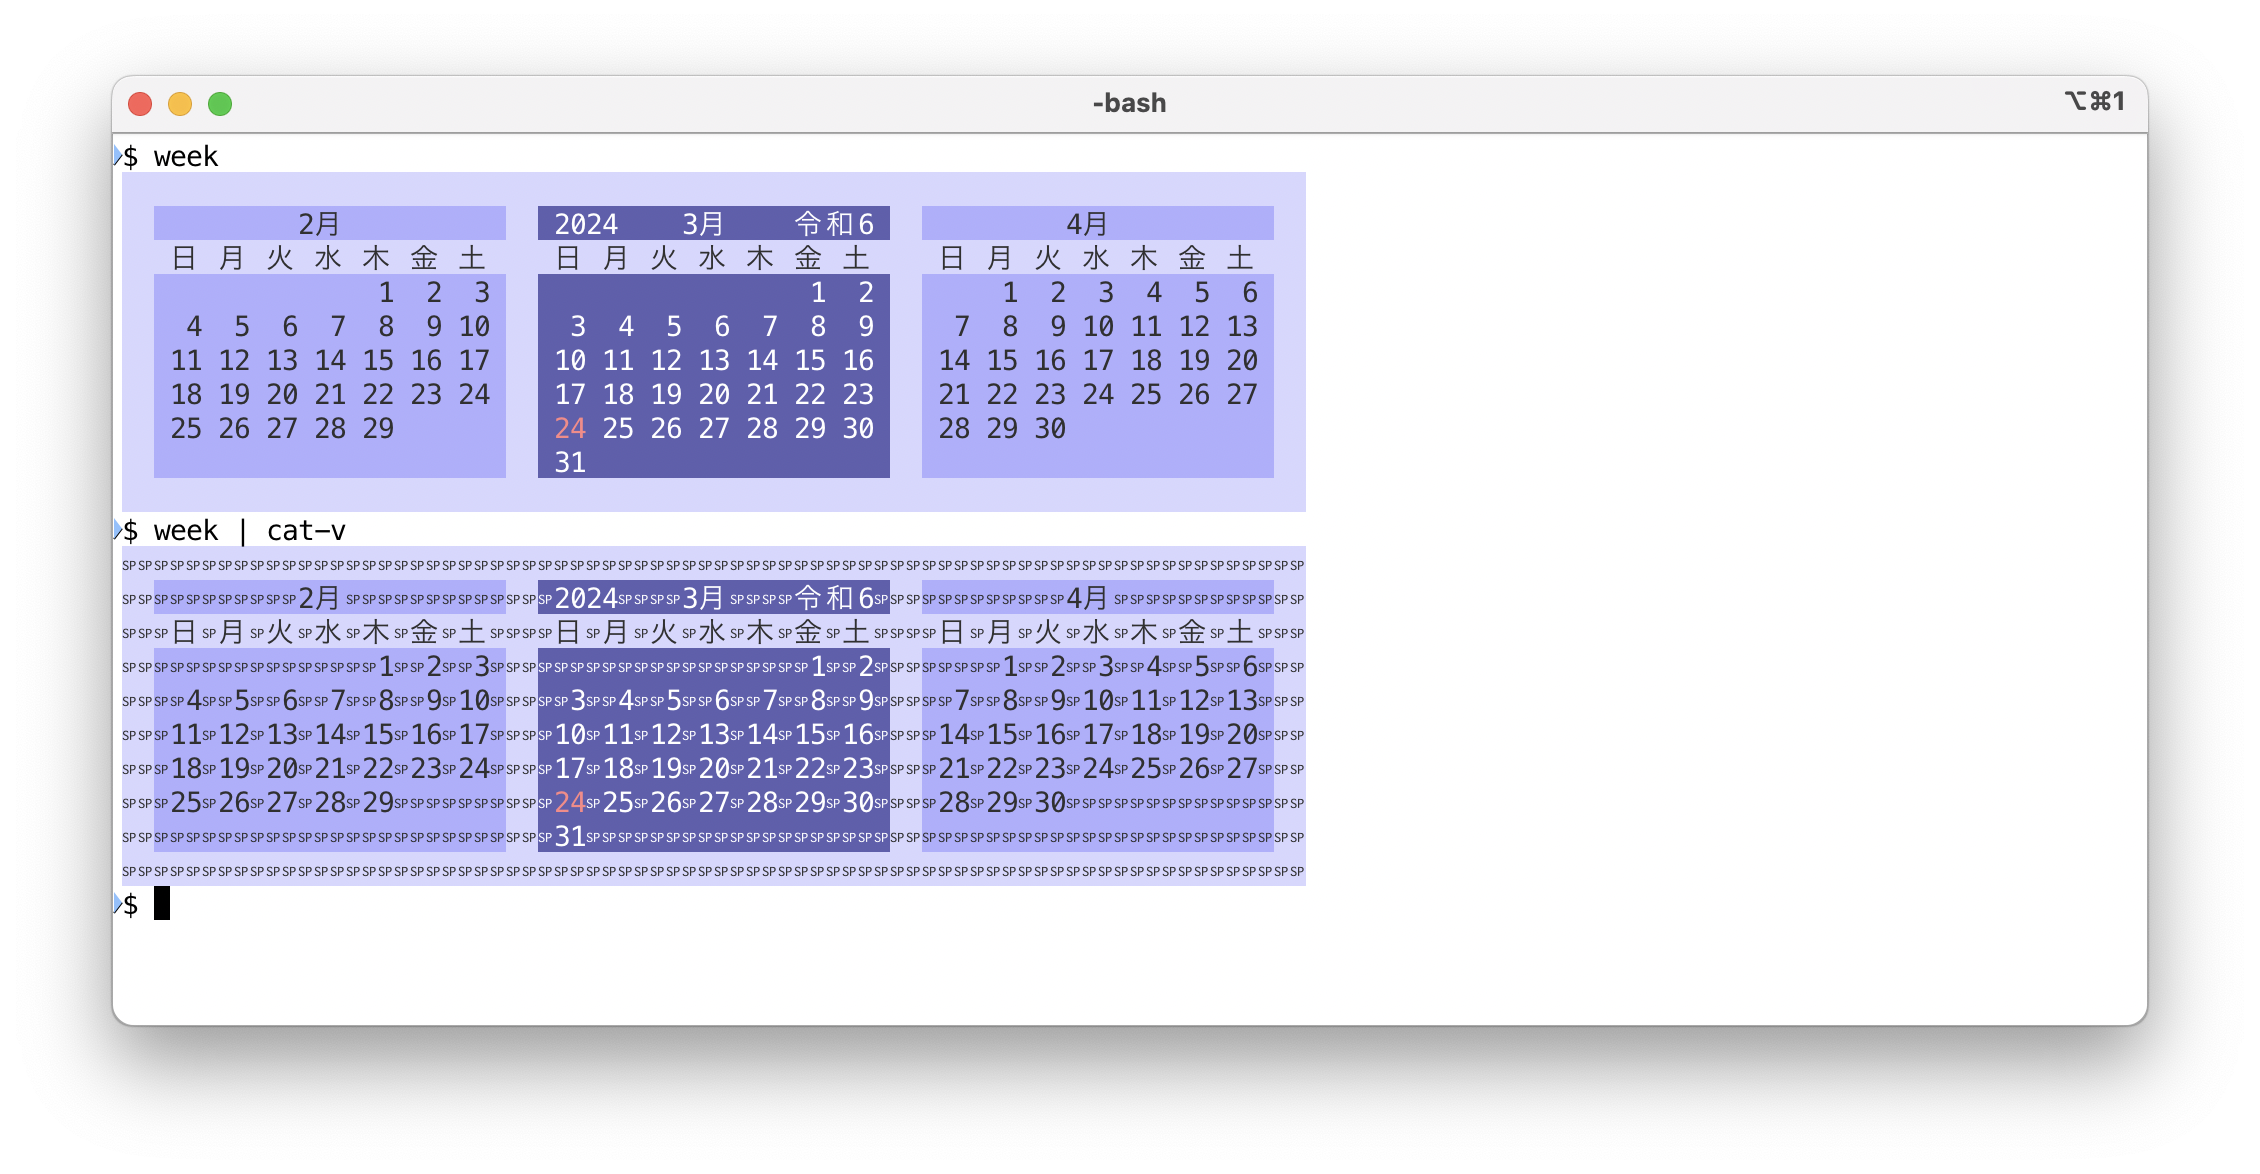 -bash
⌥⌘1
$ week
2月 2024 3月 令和6 4月
日 月 火 水 木 金 土 日 月 火 水 木 金 土 日 月 火 水 木 金 土
1 2 3 1 2 1 2 3 4 5 6
4 5 6 7 8 9 10 3 4 5 6 7 8 9 7 8 9 10 11 12 13
11 12 13 14 15 16 17 10 11 12 13 14 15 16 14 15 16 17 18 19 20
18 19 20 21 22 23 24 17 18 19 20 21 22 23 21 22 23 24 25 26 27
25 26 27 28 29 24 25 26 27 28 29 30 28 29 30
31
$ week | cat-v
␠␠␠␠␠␠␠␠␠␠␠␠␠␠␠␠␠␠␠␠␠␠␠␠␠␠␠␠␠␠␠␠␠␠␠␠␠␠␠␠␠␠␠␠␠␠␠␠␠␠␠␠␠␠␠␠␠␠␠␠␠␠␠␠␠␠␠␠␠␠␠␠␠␠
␠␠␠␠␠␠␠␠␠␠␠2月␠␠␠␠␠␠␠␠␠␠␠␠␠2024␠␠␠␠3月␠␠␠␠令和6␠␠␠␠␠␠␠␠␠␠␠␠4月␠␠␠␠␠␠␠␠␠␠␠␠
␠␠␠日␠月␠火␠水␠木␠金␠土␠␠␠␠日␠月␠火␠水␠木␠金␠土␠␠␠␠日␠月␠火␠水␠木␠金␠土␠␠␠
␠␠␠␠␠␠␠␠␠␠␠␠␠␠␠␠1␠␠2␠␠3␠␠␠␠␠␠␠␠␠␠␠␠␠␠␠␠␠␠␠␠1␠␠2␠␠␠␠␠␠␠␠1␠␠2␠␠3␠␠4␠␠5␠␠6␠␠␠
␠␠␠␠4␠␠5␠␠6␠␠7␠␠8␠␠9␠10␠␠␠␠␠3␠␠4␠␠5␠␠6␠␠7␠␠8␠␠9␠␠␠␠␠7␠␠8␠␠9␠10␠11␠12␠13␠␠␠
␠␠␠11␠12␠13␠14␠15␠16␠17␠␠␠␠10␠11␠12␠13␠14␠15␠16␠␠␠␠14␠15␠16␠17␠18␠19␠20␠␠␠
␠␠␠18␠19␠20␠21␠22␠23␠24␠␠␠␠17␠18␠19␠20␠21␠22␠23␠␠␠␠21␠22␠23␠24␠25␠26␠27␠␠␠
␠␠␠25␠26␠27␠28␠29␠␠␠␠␠␠␠␠␠␠24␠25␠26␠27␠28␠29␠30␠␠␠␠28␠29␠30␠␠␠␠␠␠␠␠␠␠␠␠␠␠␠
␠␠␠␠␠␠␠␠␠␠␠␠␠␠␠␠␠␠␠␠␠␠␠␠␠␠␠31␠␠␠␠␠␠␠␠␠␠␠␠␠␠␠␠␠␠␠␠␠␠␠␠␠␠␠␠␠␠␠␠␠␠␠␠␠␠␠␠␠␠␠␠␠
␠␠␠␠␠␠␠␠␠␠␠␠␠␠␠␠␠␠␠␠␠␠␠␠␠␠␠␠␠␠␠␠␠␠␠␠␠␠␠␠␠␠␠␠␠␠␠␠␠␠␠␠␠␠␠␠␠␠␠␠␠␠␠␠␠␠␠␠␠␠␠␠␠␠
$